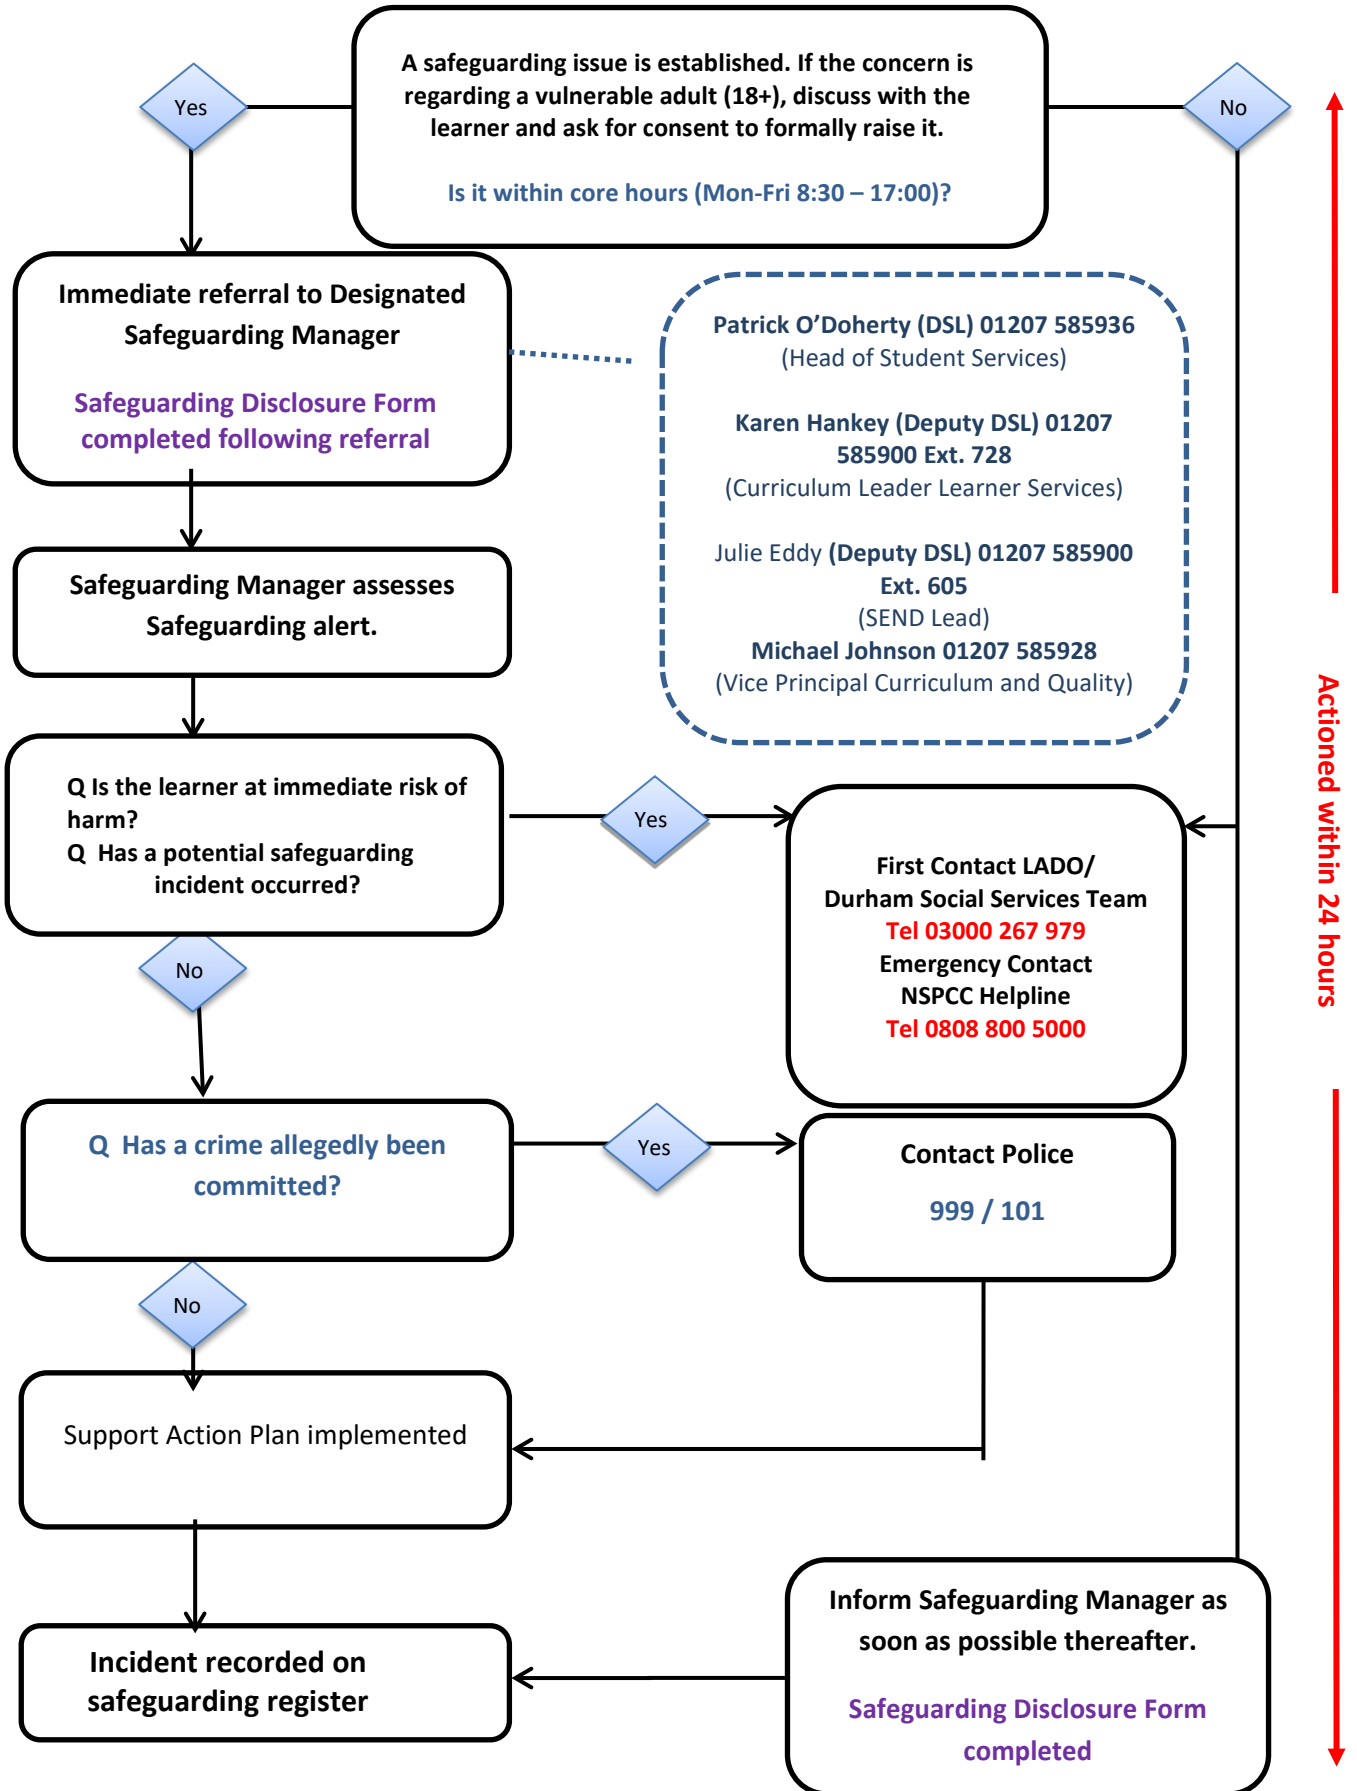 A safeguarding issue is established. If the concern is
regarding a vulnerable adult (18+), discuss with the
learner and ask for consent to formally raise it.
Is it within core hours (Mon-Fri 8:30 – 17:00)?
Yes
No
Immediate referral to Designated
Safeguarding Manager
Safeguarding Disclosure Form
completed following referral
Patrick O’Doherty (DSL) 01207 585936
(Head of Student Services)
Karen Hankey (Deputy DSL) 01207
585900 Ext. 728
(Curriculum Leader Learner Services)
Julie Eddy (Deputy DSL) 01207 585900
Ext. 605
(SEND Lead)
Michael Johnson 01207 585928
(Vice Principal Curriculum and Quality)
Safeguarding Manager assesses
Safeguarding alert.
Actioned within 24 hours
Q Is the learner at immediate risk of
harm?
Q Has a potential safeguarding
incident occurred?
Yes
First Contact LADO/
Durham Social Services Team
Tel 03000 267 979
Emergency Contact
NSPCC Helpline
Tel 0808 800 5000
No
Q Has a crime allegedly been
committed?
Yes
Contact Police
999 / 101
No
Support Action Plan implemented
Inform Safeguarding Manager as
soon as possible thereafter.
Safeguarding Disclosure Form
completed
Incident recorded on
safeguarding register